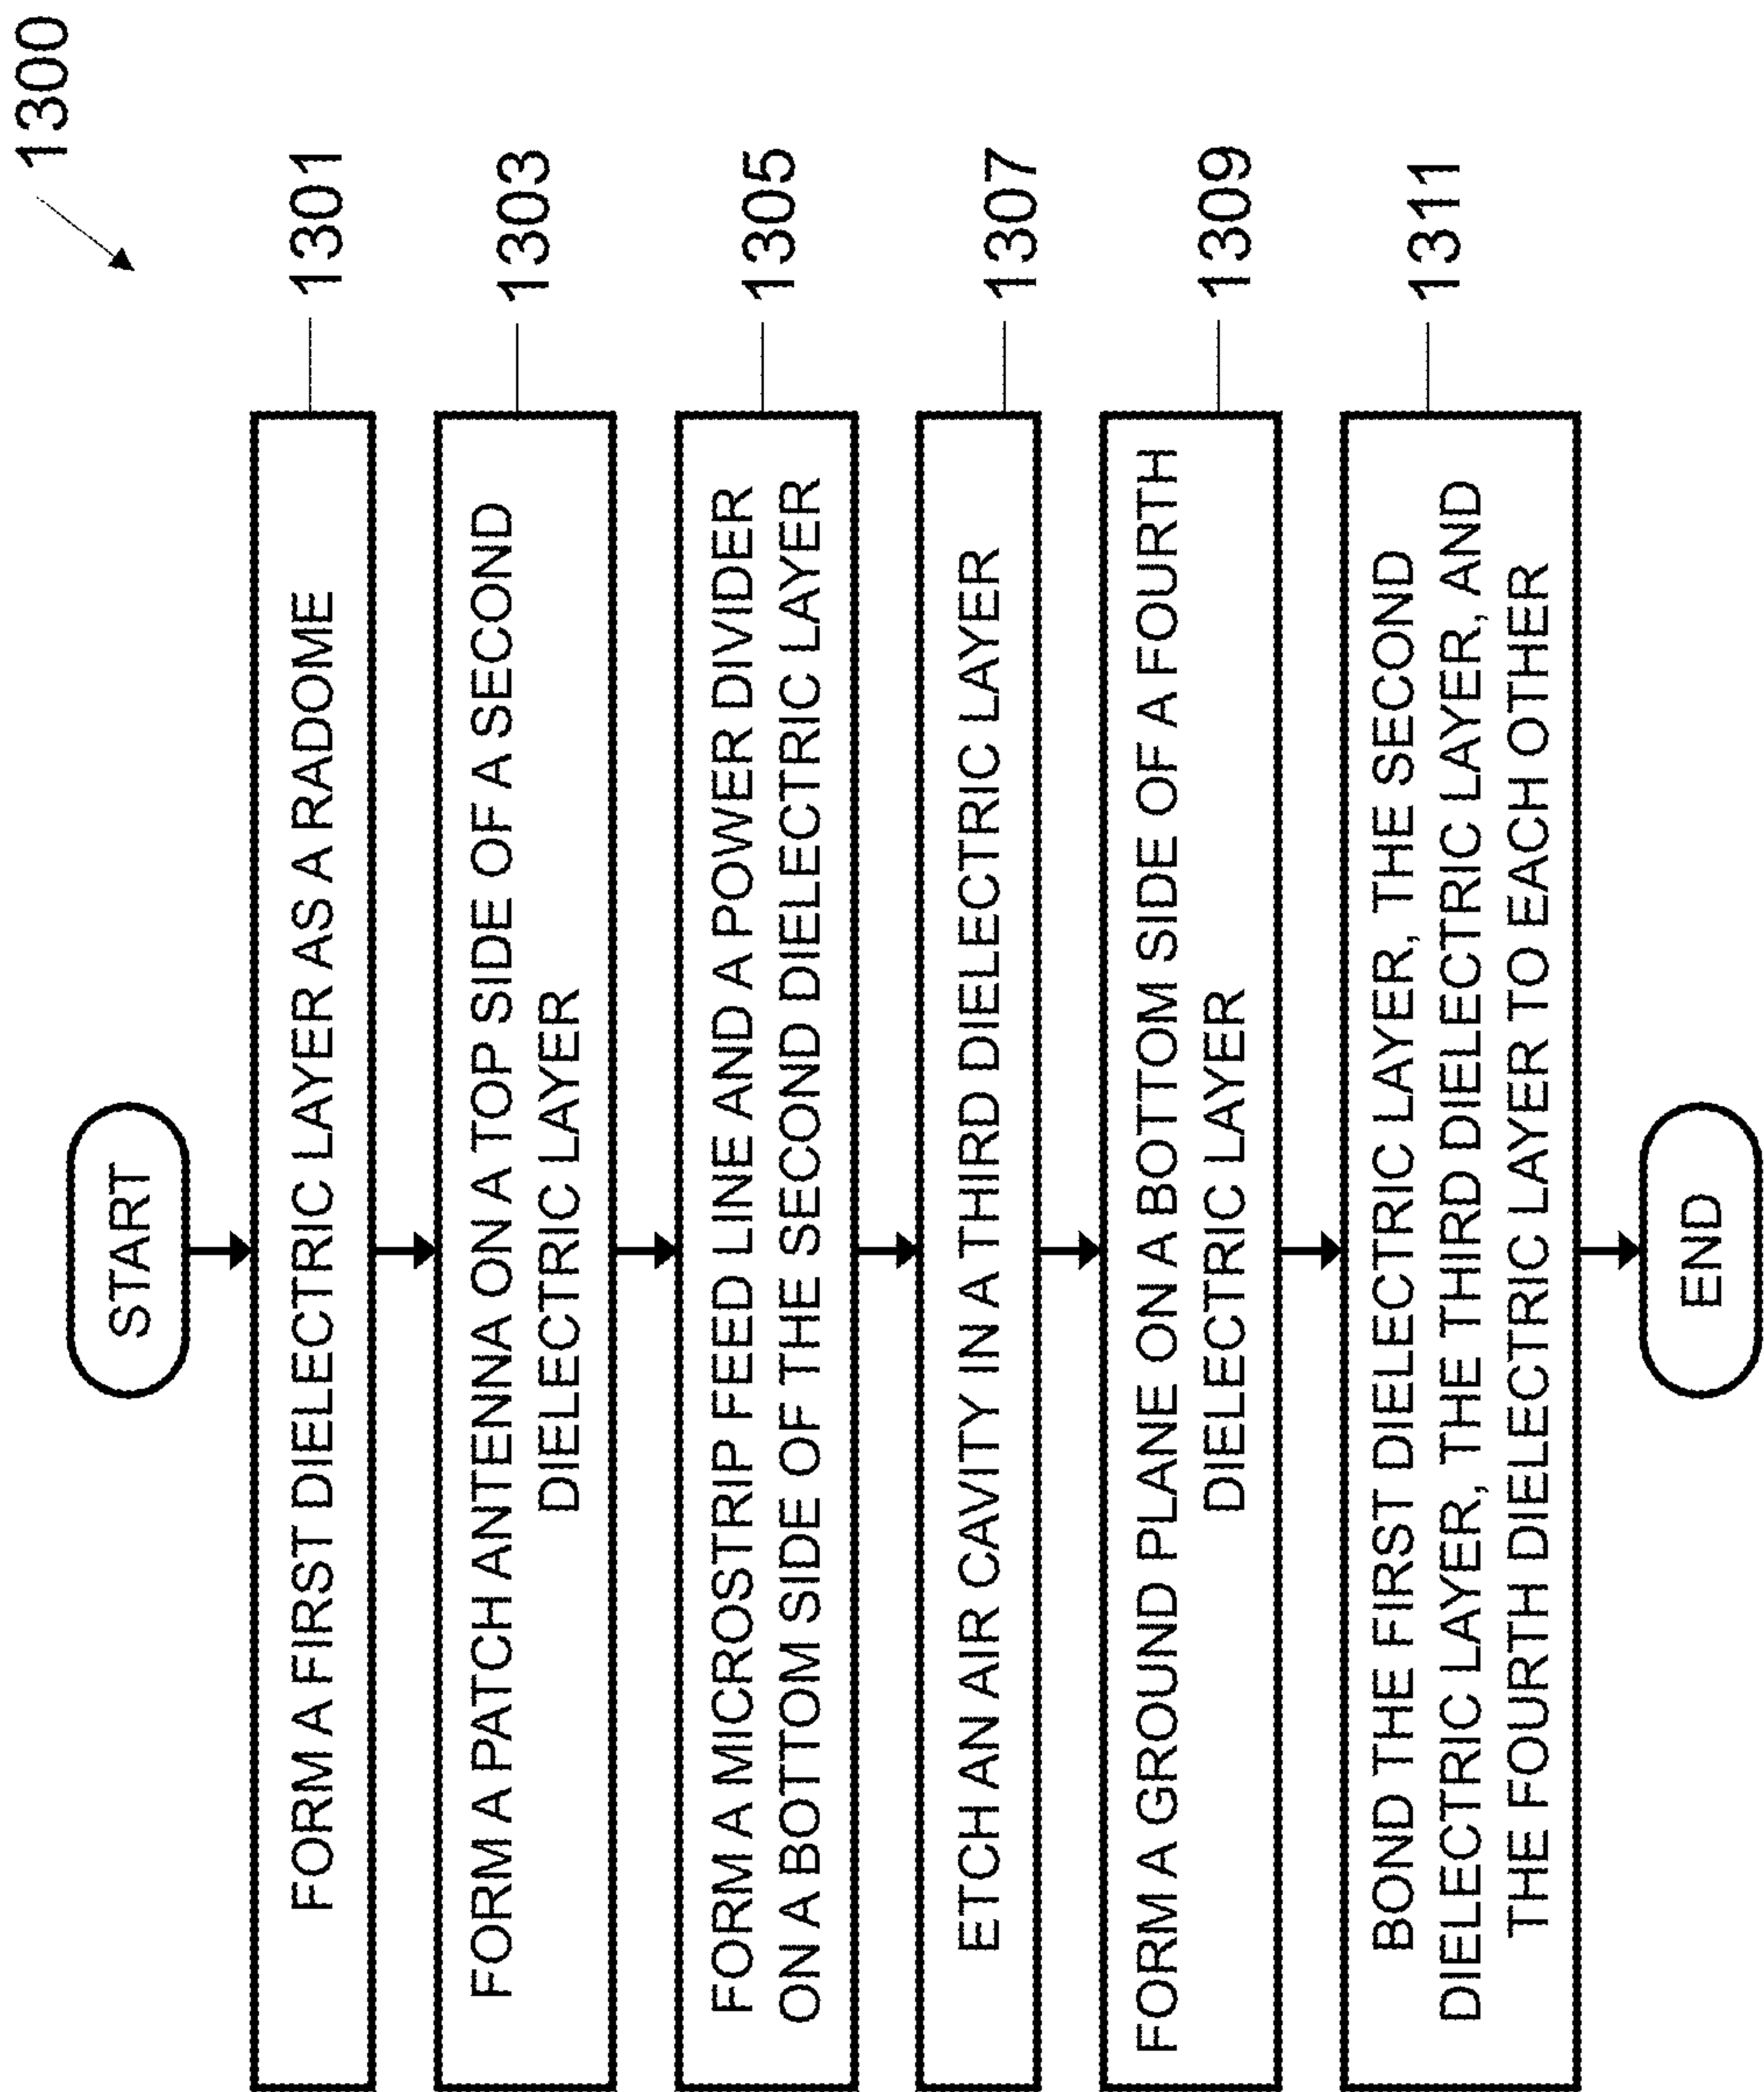 1300
START
FORM A FIRST DIELECTRIC LAYER AS A RADOME
1301
FORM A PATCH ANTENNA ON A TOP SIDE OF A SECOND
DIELECTRIC LAYER
1303
FORM A MICROSTRIP FEED LINE AND A POWER DIVIDER
ON A BOTTOM SIDE OF THE SECOND DIELECTRIC LAYER
1305
ETCH AN AIR CAVITY IN A THIRD DIELECTRIC LAYER
1307
FORM A GROUND PLANE ON A BOTTOM SIDE OF A FOURTH
DIELECTRIC LAYER
1309
BOND THE FIRST DIELECTRIC LAYER, THE SECOND
DIELECTRIC LAYER, THE THIRD DIELECTRIC LAYER, AND
THE FOURTH DIELECTRIC LAYER TO EACH OTHER
1311
END